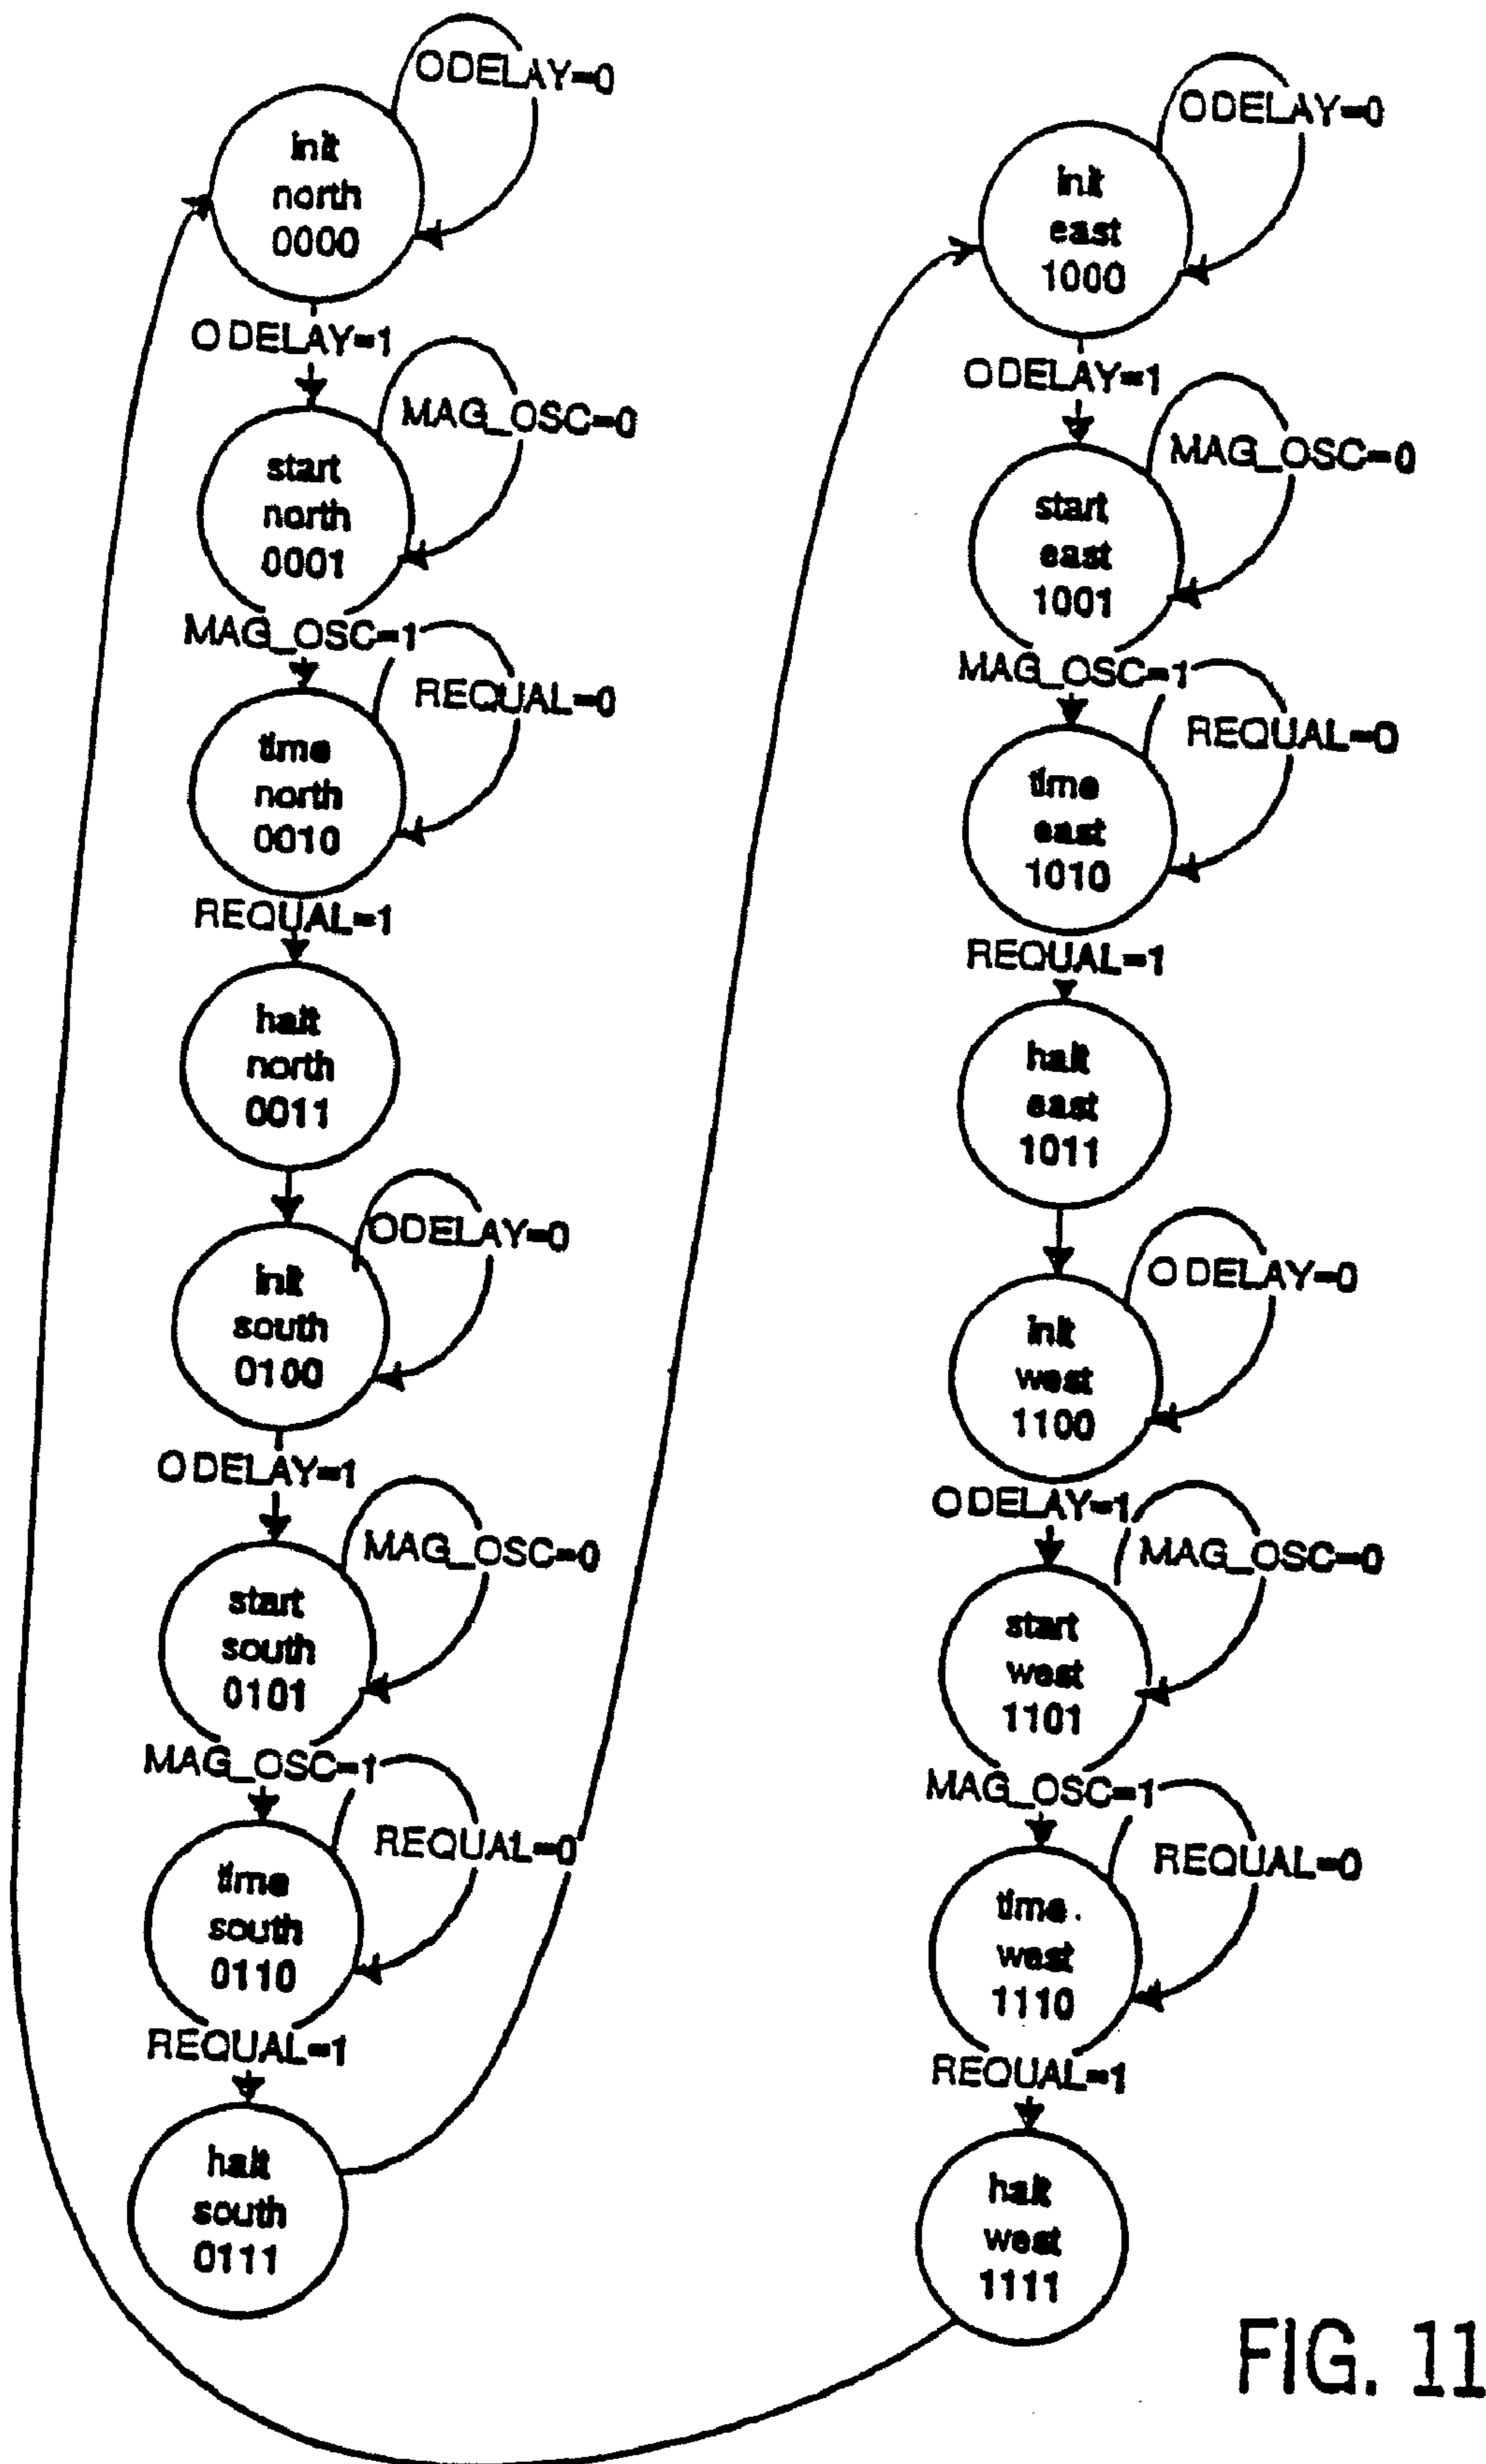 ODELAY=0
init
north
0000
ODELAY=1
MAG_OSC=0
start
north
0001
MAG_OSC=1
REQUAL=0
time
north
0010
REQUAL=1
halt
north
0011
ODELAY=0
init
south
0100
ODELAY=1
MAG_OSC=0
start
south
0101
MAG_OSC=1
REQUAL=0
time
south
0110
REQUAL=1
halt
south
0111
ODELAY=0
init
east
1000
ODELAY=1
MAG_OSC=0
start
east
1001
MAG_OSC=1
REQUAL=0
time
east
1010
REQUAL=1
halt
east
1011
ODELAY=0
init
west
1100
ODELAY=1
MAG_OSC=0
start
west
1101
MAG_OSC=1
REQUAL=0
time
west
1110
REQUAL=1
halt
west
1111
FIG. 11